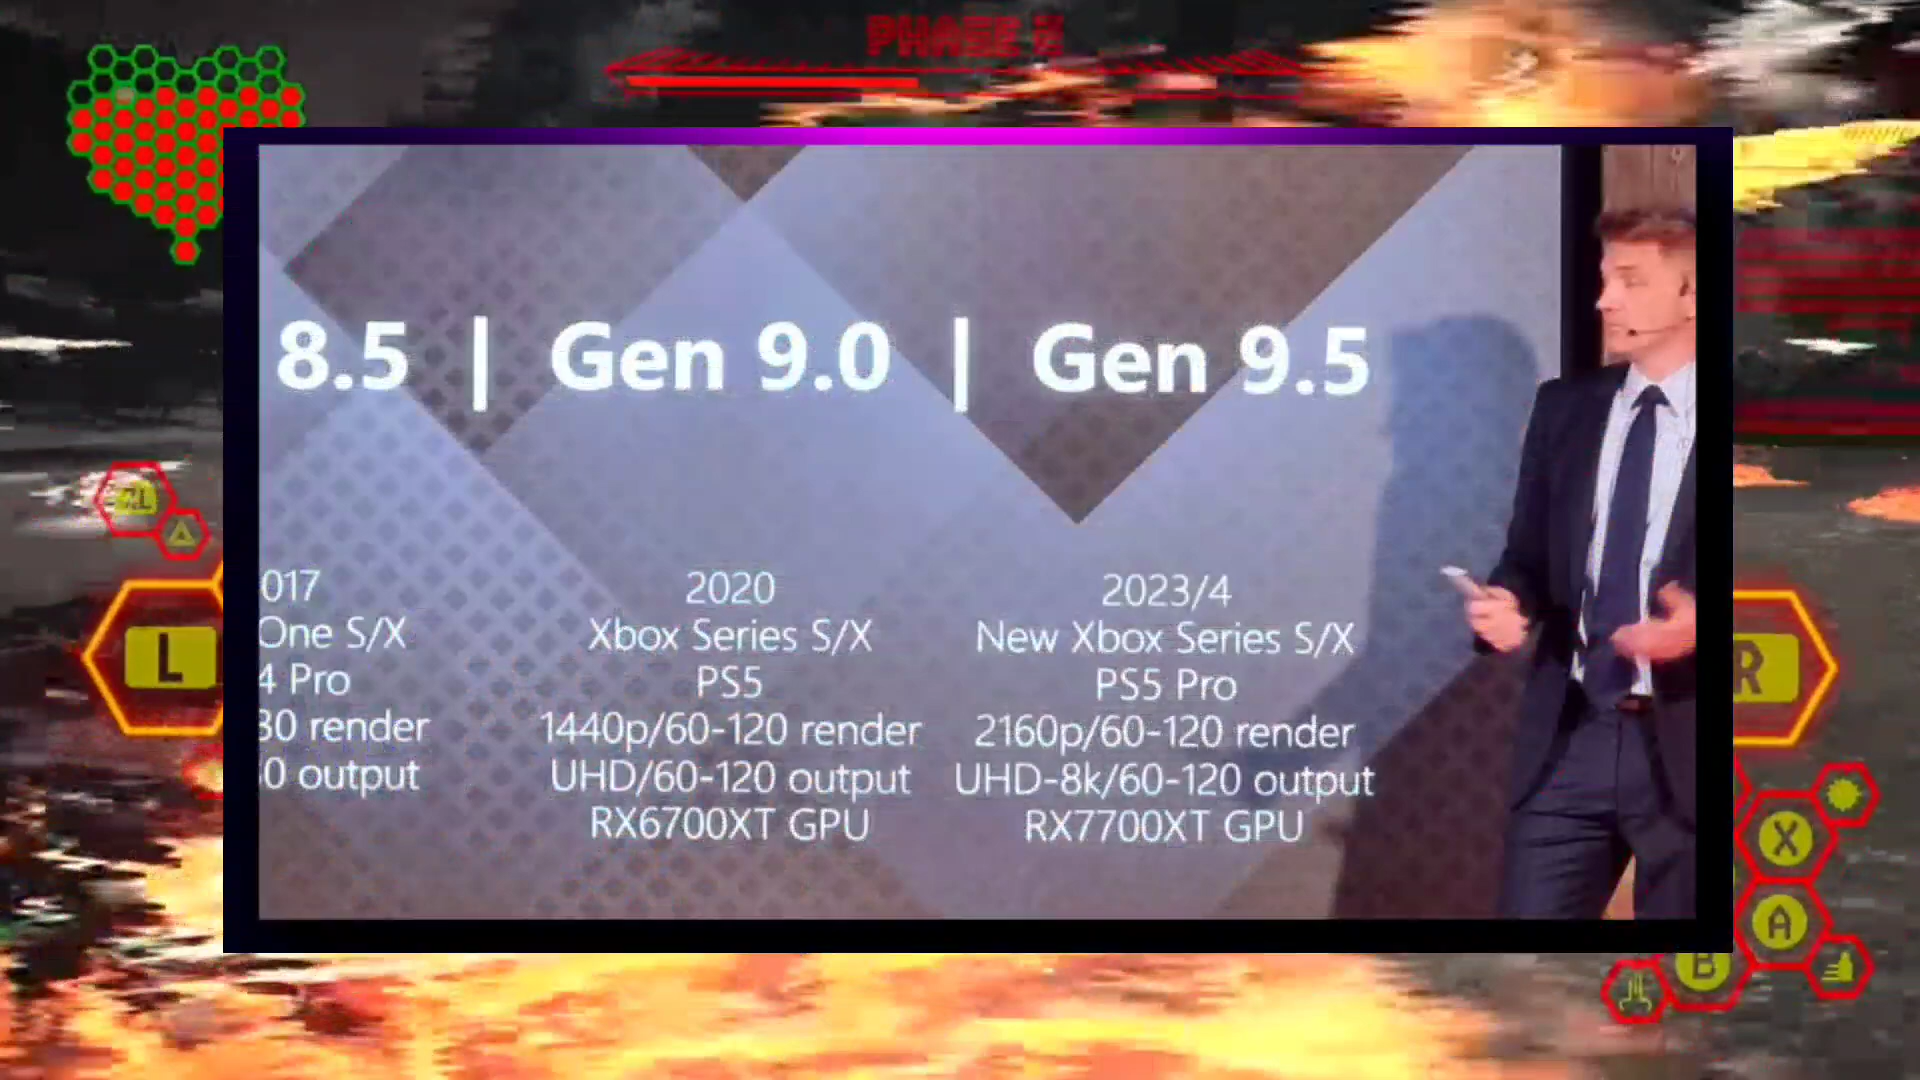 PHASE II
8.5 | Gen 9.0 | Gen 9.5
017
One S/X
4 Pro
30 render
0 output
2020
Xbox Series S/X
PS5
1440p/60-120 render
UHD/60-120 output
RX6700XT GPU
2023/4
New Xbox Series S/X
PS5 Pro
2160p/60-120 render
UHD-8k/60-120 output
RX7700XT GPU
L
R
X
A
B